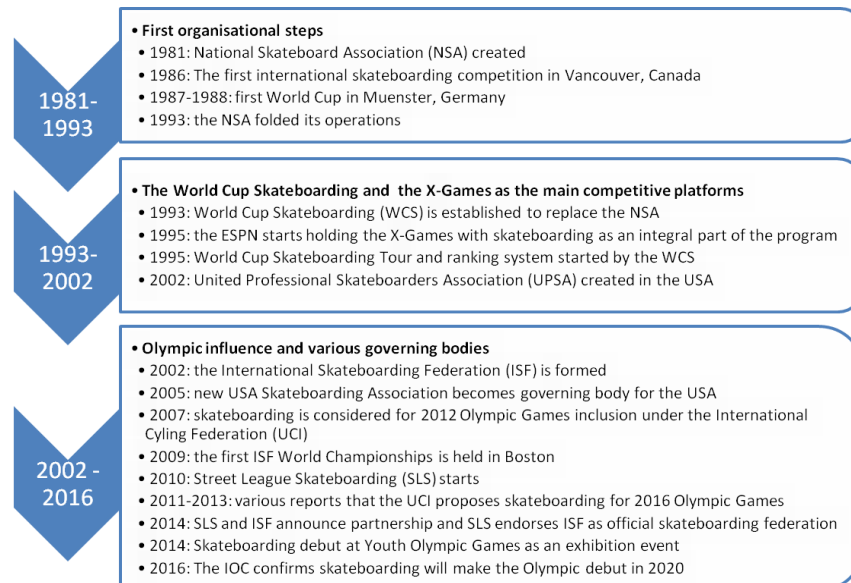 1981-
1993
• First organisational steps
• 1981: National Skateboard Association (NSA) created
• 1986: The first international skateboarding competition in Vancouver, Canada
• 1987-1988: first World Cup in Muenster, Germany
• 1993: the NSA folded its operations
1993-
2002
• The World Cup Skateboarding and the X-Games as the main competitive platforms
• 1993: World Cup Skateboarding (WCS) is established to replace the NSA
• 1995: the ESPN starts holding the X-Games with skateboarding as an integral part of the program
• 1995: World Cup Skateboarding Tour and ranking system started by the WCS
• 2002: United Professional Skateboarders Association (UPSA) created in the USA
2002 -
2016
• Olympic influence and various governing bodies
• 2002: the International Skateboarding Federation (ISF) is formed
• 2005: new USA Skateboarding Association becomes governing body for the USA
• 2007: skateboarding is considered for 2012 Olympic Games inclusion under the International
Cyling Federation (UCI)
• 2009: the first ISF World Championships is held in Boston
• 2010: Street League Skateboarding (SLS) starts
• 2011-2013: various reports that the UCI proposes skateboarding for 2016 Olympic Games
• 2014: SLS and ISF announce partnership and SLS endorses ISF as official skateboarding federation
• 2014: Skateboarding debut at Youth Olympic Games as an exhibition event
• 2016: The IOC confirms skateboarding will make the Olympic debut in 2020